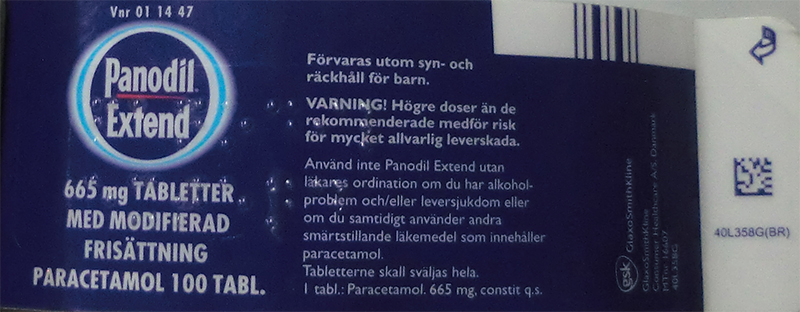 Vnr 01 14 47
Panodil
Extend
665 mg TABLETTER
MED MODIFIERAD
FRISÄTTNING
PARACETAMOL 100 TABL.
Förvaras utom syn- och
räckhåll för barn.
VARNING! Högre doser än de
rekommenderade medför risk
för mycket allvarlig leverskada.
Använd inte Panodil Extend utan
läkares ordination om du har alkohol-
problem och/eller leversjukdom eller
om du samtidigt använder andra
smärtstillande läkemedel som innehåller
paracetamol.
Tabletterne skall sväljas hela.
1 tabl.: Paracetamol. 665 mg, constit q.s.
gsk GlaxoSmithKline
GlaxoSmithKline
Consumer Healthcare A/S, Danmark
MTnr 16607
40L358G
40L358G(BR)